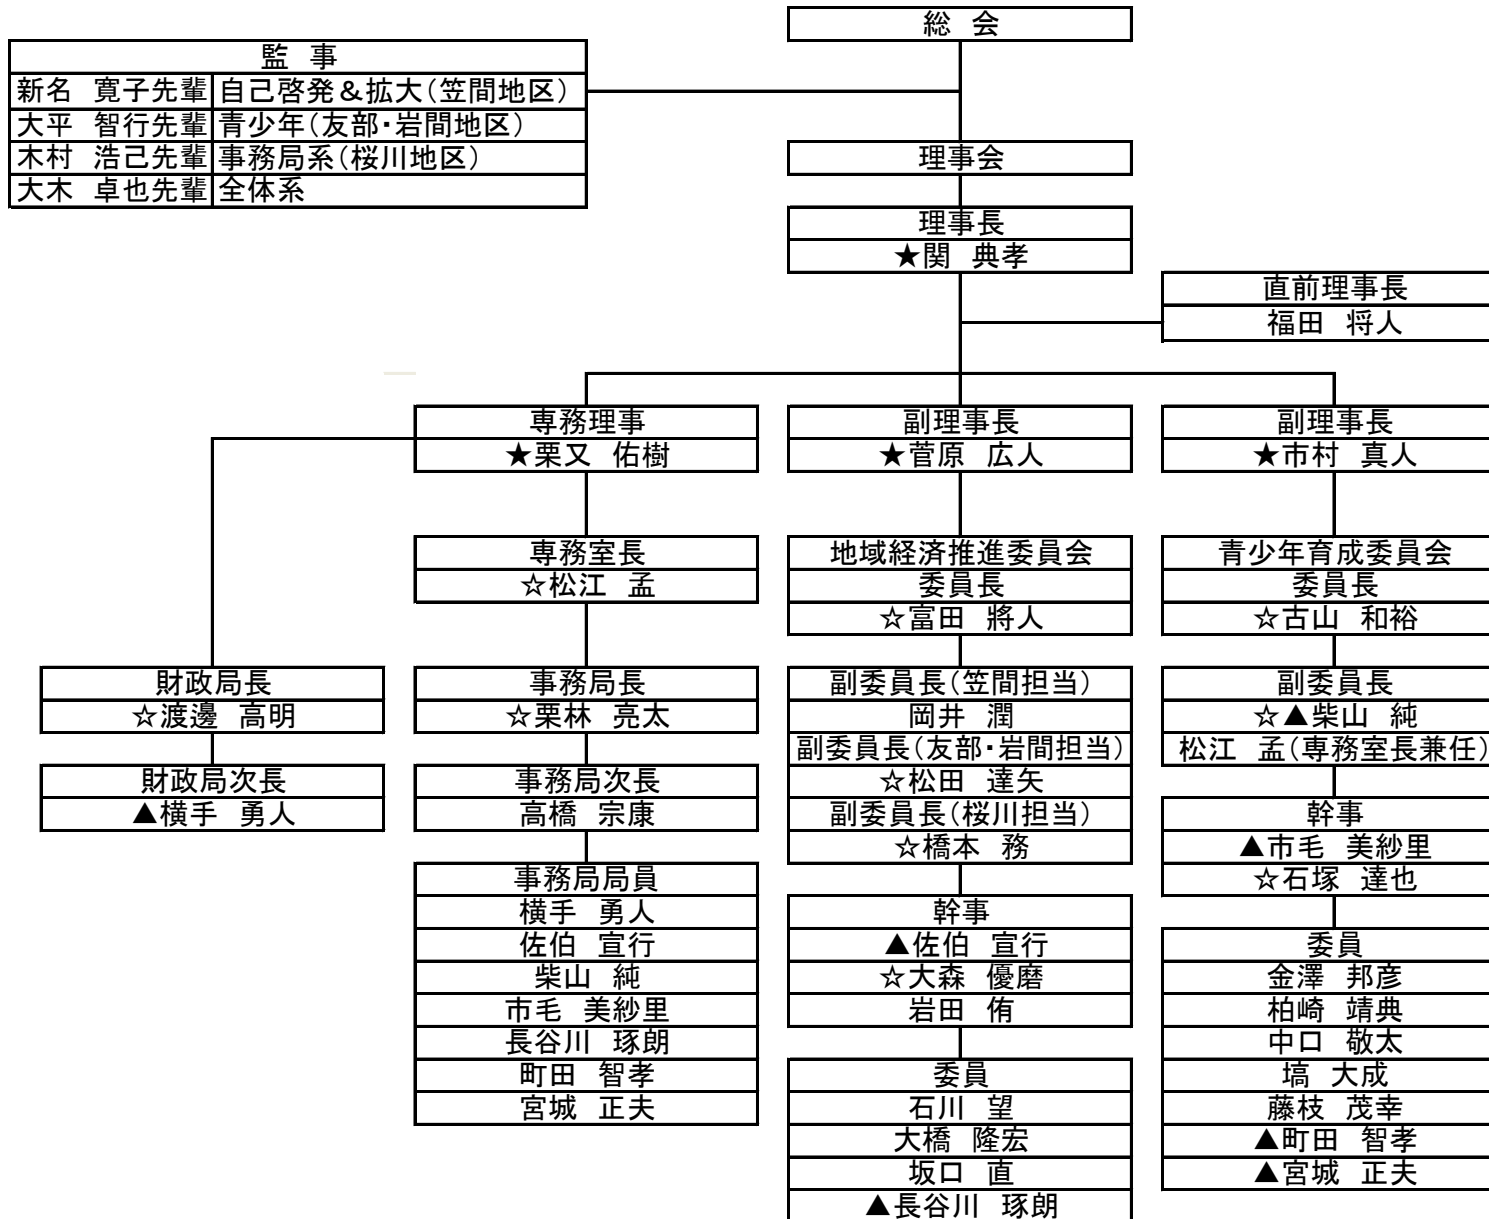 総 会
監 事
新名 寛子先輩 自己啓発＆拡大（笠間地区）
大平 智行先輩 青少年（友部・岩間地区）
木村 浩己先輩 事務局系（桜川地区）
大木 卓也先輩 全体系
理事会
理事長
★関 典孝
直前理事長
福田 将人
専務理事
★栗又 佑樹
副理事長
★菅原 広人
副理事長
★市村 真人
専務室長
☆松江 孟
地域経済推進委員会
委員長
☆富田 將人
青少年育成委員会
委員長
☆古山 和裕
財政局長
☆渡邊 高明
財政局次長
▲横手 勇人
事務局長
☆栗林 亮太
事務局次長
高橋 宗康
事務局局員
横手 勇人
佐伯 宣行
柴山 純
市毛 美紗里
長谷川 琢朗
町田 智孝
宮城 正夫
副委員長（笠間担当）
岡井 潤
副委員長（友部・岩間担当）
☆松田 達矢
副委員長（桜川担当）
☆橋本 務
幹事
▲佐伯 宣行
☆大森 優磨
岩田 侑
委員
石川 望
大橋 隆宏
坂口 直
▲長谷川 琢朗
副委員長
☆▲柴山 純
松江 孟（専務室長兼任）
幹事
▲市毛 美紗里
☆石塚 達也
委員
金澤 邦彦
柏崎 靖典
中口 敬太
塙 大成
藤枝 茂幸
▲町田 智孝
▲宮城 正夫